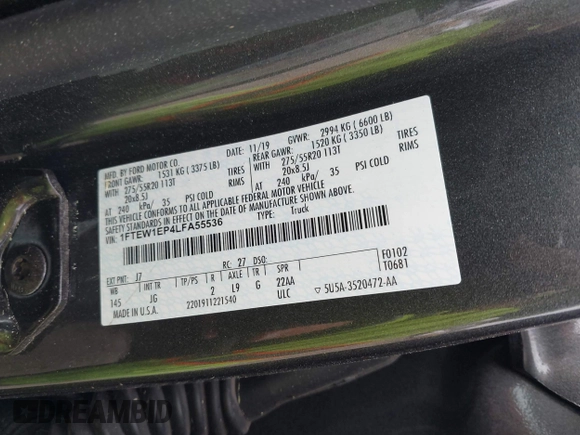 MFD. BY FORD MOTOR CO.
DATE: 11/19 GVWR: 2994 KG ( 6600 LB)
FRONT GAWR: 1531 KG ( 3375 LB) REAR GAWR: 1520 KG ( 3350 LB)
WITH 275/55R20 113T TIRES WITH 275/55R20 113T TIRES
20x8.5J RIMS 20x8.5J RIMS
AT 240 kPa/ 35 PSI COLD AT 240 kPa/ 35 PSI COLD
THIS VEHICLE CONFORMS TO ALL APPLICABLE FEDERAL MOTOR VEHICLE
SAFETY STANDARDS IN EFFECT ON THE DATE OF MANUFACTURE SHOWN ABOVE.
VIN: 1FTEW1EP4LFA55536 TYPE: Truck
EXT PNT: J7 RC: 27 DSO: F0102
WB INT TR TP/PS R AXLE TR SPR T0681
145 JG 2 L9 G 22AA
MADE IN U.S.A. 2201911221540 ULC 5U5A-3520472-AA
DREAMBID